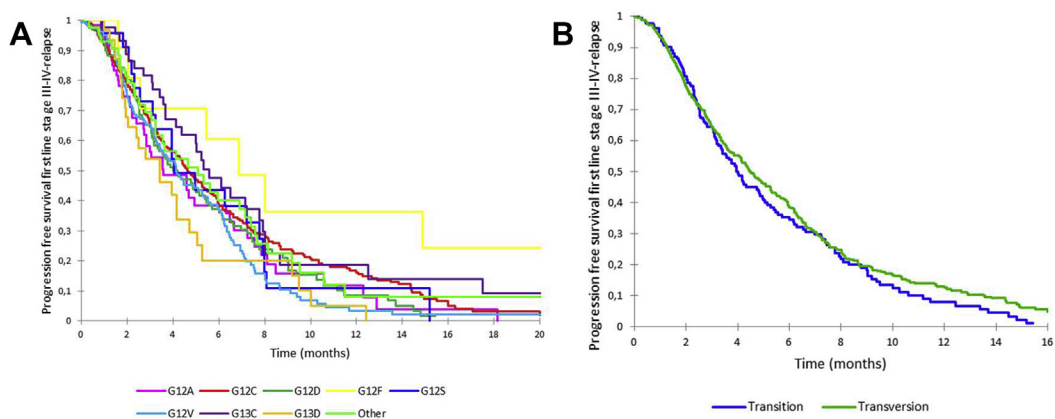 A
Progression free survival first line stage III-IV-relapse
1
0,9
0,8
0,7
0,6
0,5
0,4
0,3
0,2
0,1
0
0 2 4 6 8 10 12 14 16 18 20
Time (months)
G12A G12C G12D G12F G12S
G12V G13C G13D Other
B
Progression free survival first line stage III-IV-relapse
1
0,9
0,8
0,7
0,6
0,5
0,4
0,3
0,2
0,1
0
0 2 4 6 8 10 12 14 16
Time (months)
Transition Transversion